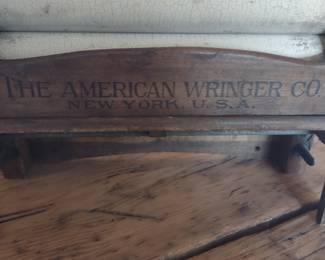 THE AMERICAN WRINGER CO.
NEW YORK, U.S.A.